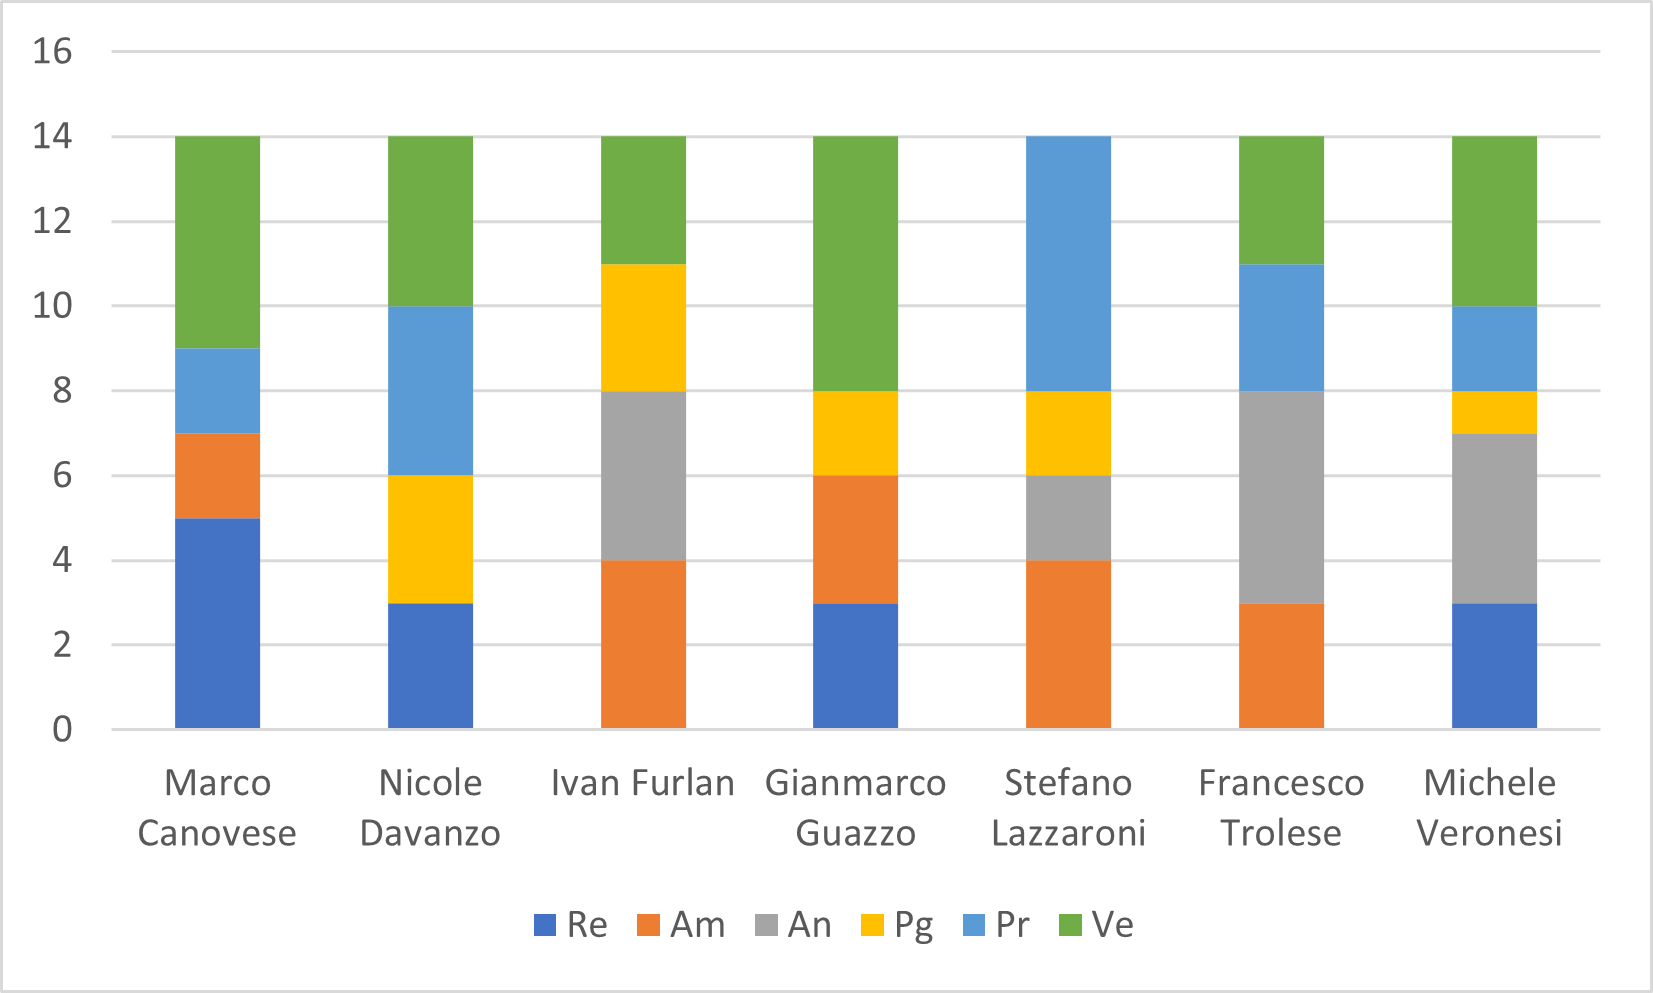 16
14
12
10
8
6
4
2
0
Marco Canovese
Nicole Davanzo
Ivan Furlan
Gianmarco Guazzo
Stefano Lazzaroni
Francesco Trolese
Michele Veronesi
Re Am An Pg Pr Ve